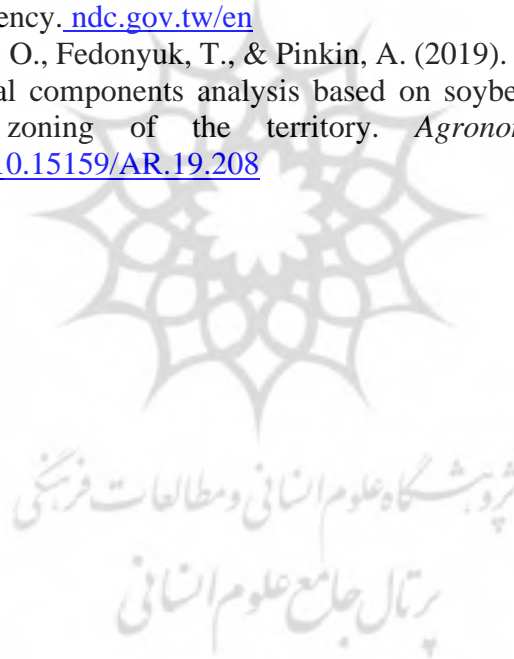 ency. ndc.gov.tw/en
O., Fedonyuk, T., & Pinkin, A. (2019).
al components analysis based on soybe
zoning of the territory. Agronor
10.15159/AR.19.208
پژوهشگاه علوم انسانی و مطالعات فرهنگی
پرتال جامع علوم انسانی